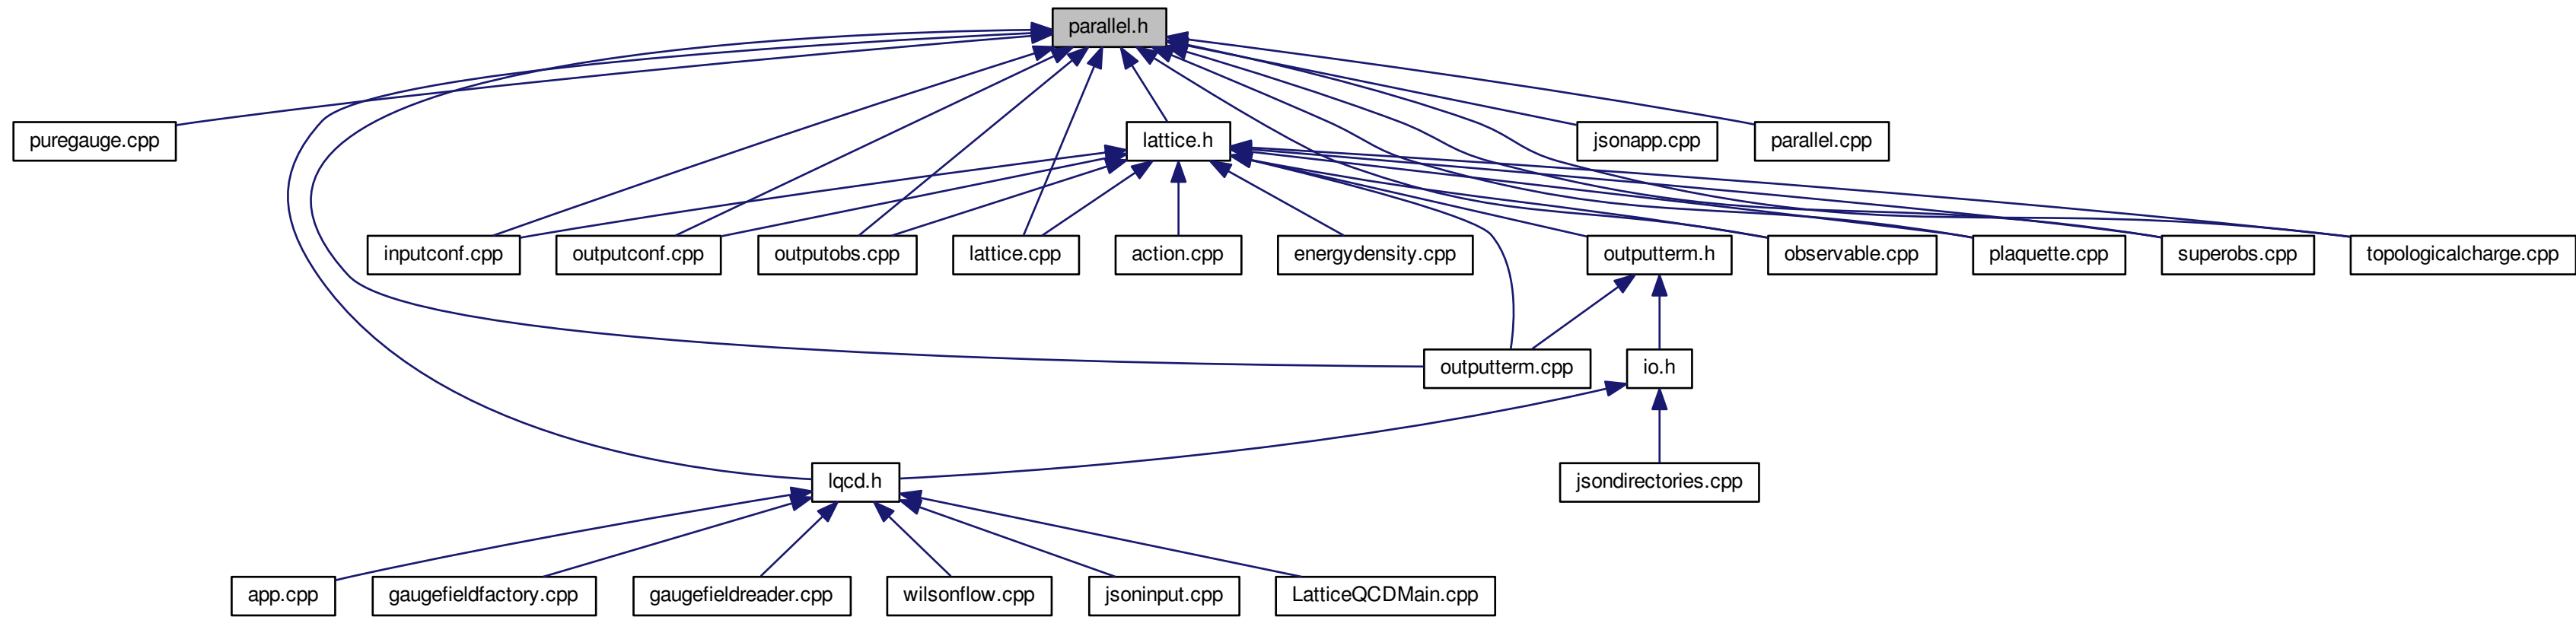 parallel.h
puregauge.cpp
lattice.h
jsonapp.cpp
parallel.cpp
inputconf.cpp
outputconf.cpp
outputobs.cpp
lattice.cpp
action.cpp
energydensity.cpp
outputterm.h
observable.cpp
plaquette.cpp
superobs.cpp
topologicalcharge.cpp
outputterm.cpp
io.h
lqcd.h
jsondirectories.cpp
app.cpp
gaugefieldfactory.cpp
gaugefieldreader.cpp
wilsonflow.cpp
jsoninput.cpp
LatticeQCDMain.cpp